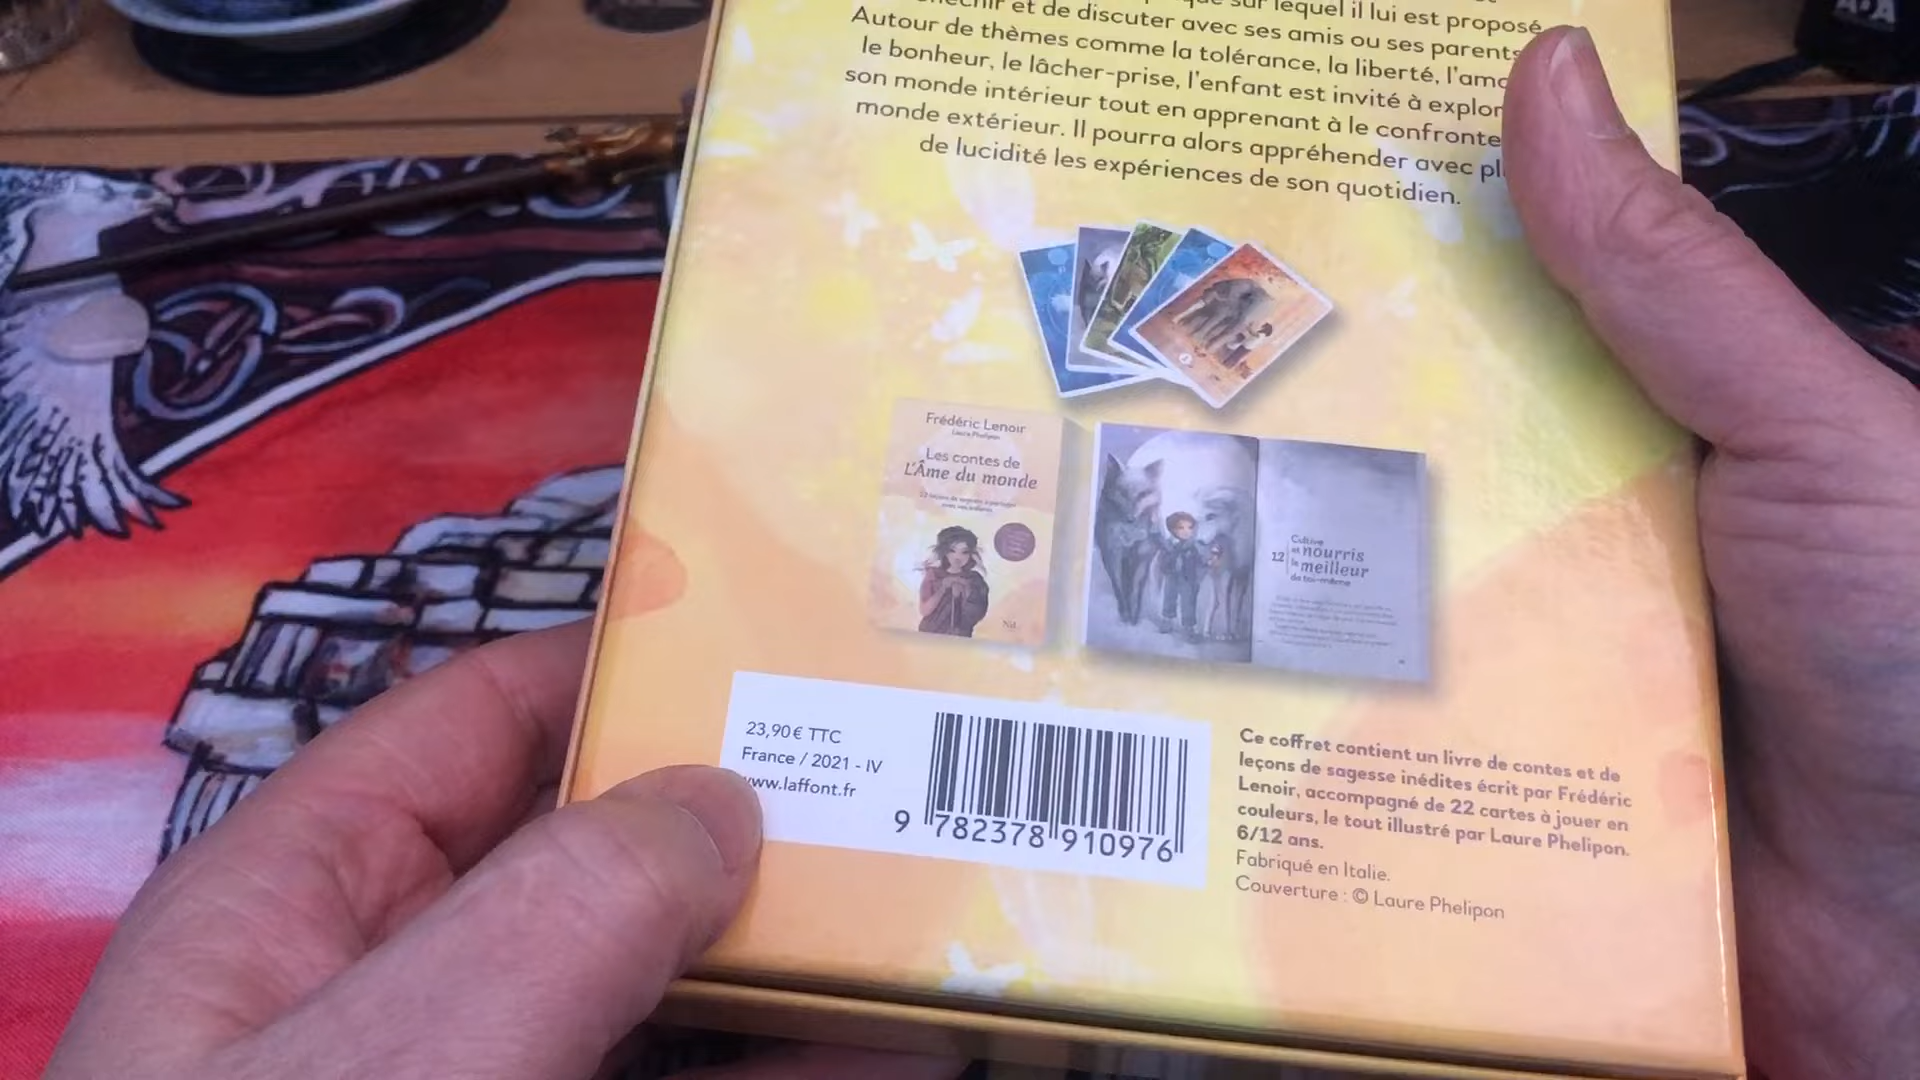 sur lequel il lui est proposé
et de discuter avec ses amis ou ses parents
Autour de thèmes comme la tolérance, la liberté,
le bonheur, le lâcher-prise, l'enfant est invité à
son monde intérieur tout en apprenant à le
monde extérieur. Il pourra alors appréhender avec
de lucidité les expériences de son quotidien.
Frédéric Lenoir
Laure Phelipon
Les contes de
L'Âme du monde
Nil
Cultive
12 et nourris
le meilleur
de toi-même
23,90€ TTC
France / 2021 - IV
www.laffont.fr
9 782378 910976
Ce coffret contient un livre de contes et de
leçons de sagesse inédites écrit par Frédéric
Lenoir, accompagné de 22 cartes à jouer en
couleurs, le tout illustré par Laure Phelipon.
6/12 ans.
Fabriqué en Italie.
Couverture : © Laure Phelipon